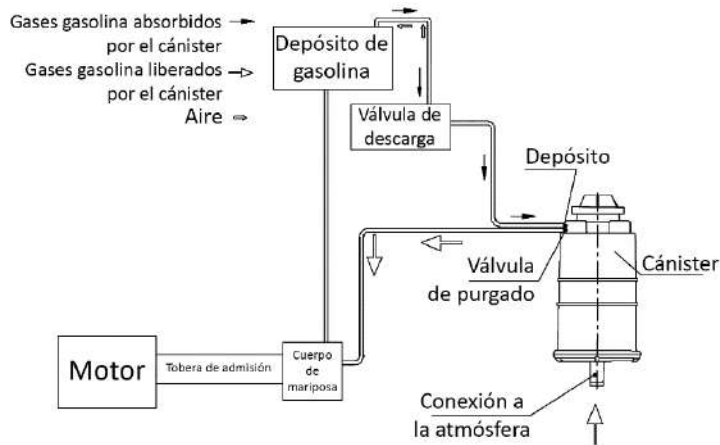 Gases gasolina absorbidos
por el cánister
Gases gasolina liberados
por el cánister
Aire
Depósito de
gasolina
Válvula de
descarga
Depósito
Válvula
de purgado
Cánister
Motor
Tobera de admisión
Cuerpo
de
mariposa
Conexión a
la atmósfera